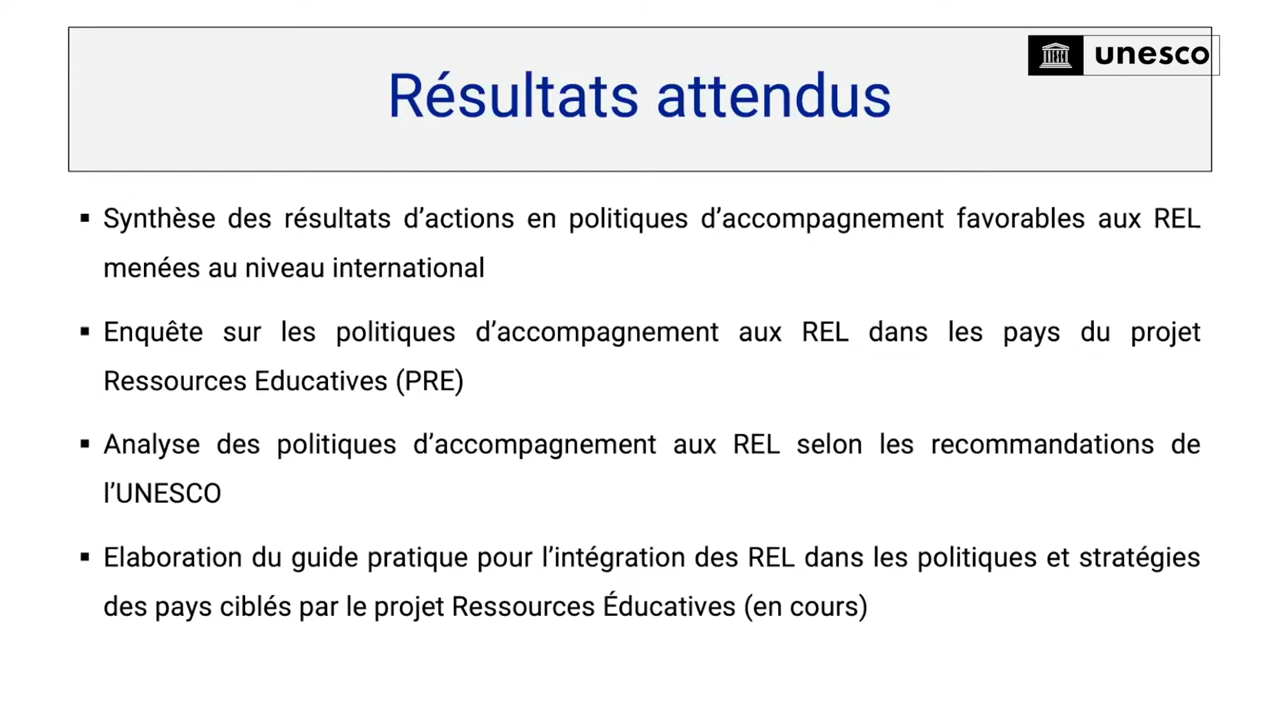 unesco
Résultats attendus
▪ Synthèse des résultats d’actions en politiques d’accompagnement favorables aux REL
menées au niveau international
▪ Enquête sur les politiques d’accompagnement aux REL dans les pays du projet
Ressources Educatives (PRE)
▪ Analyse des politiques d’accompagnement aux REL selon les recommandations de
l’UNESCO
▪ Elaboration du guide pratique pour l’intégration des REL dans les politiques et stratégies
des pays ciblés par le projet Ressources Éducatives (en cours)